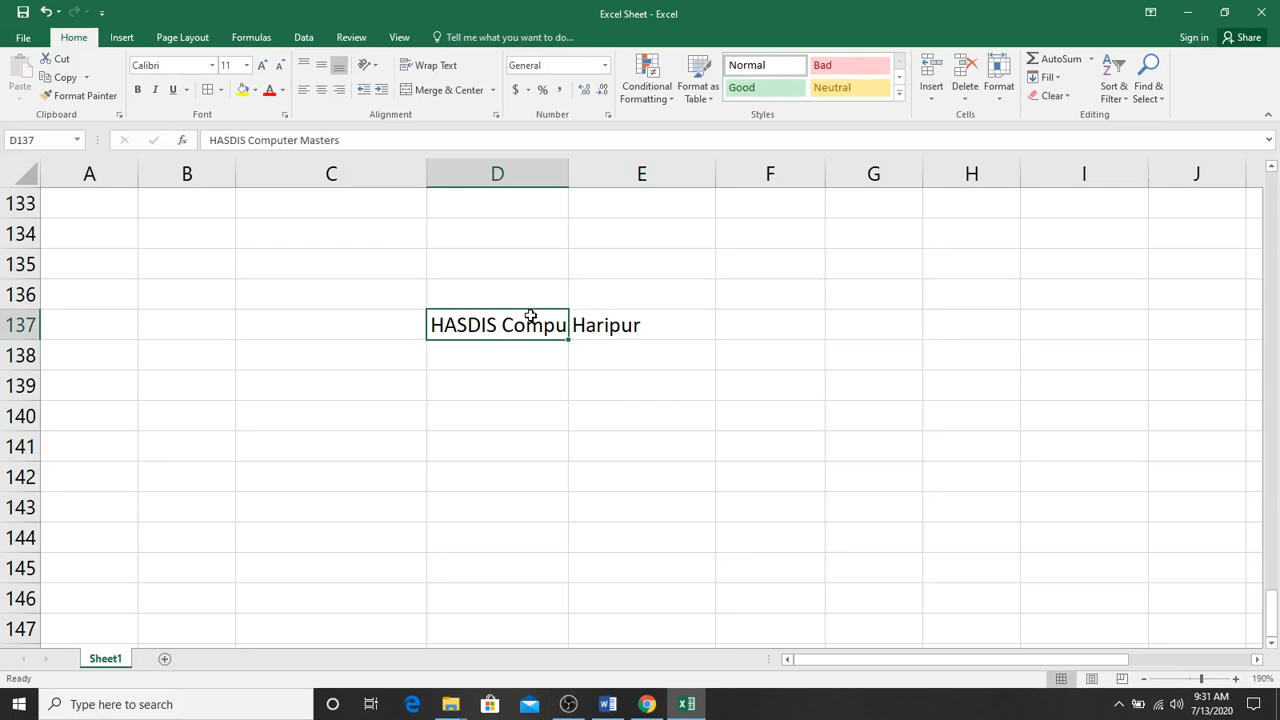 Excel Sheet - Excel
File Home Insert Page Layout Formulas Data Review View Tell me what you want to do... Sign in Share
Paste Cut Copy Format Painter Clipboard
Calibri 11 A A B I U A Font
Wrap Text Merge & Center Alignment
General $ % , Number
Conditional Formatting Format as Table Normal Bad Good Neutral Styles
Insert Delete Format Cells
AutoSum Fill Clear Sort & Filter Find & Select Editing
D137 fx HASDIS Computer Masters
A B C D E F G H I J
133
134
135
136
137 HASDIS Compu Haripur
138
139
140
141
142
143
144
145
146
147
Sheet1
Ready 190%
Type here to search 9:31 AM
7/13/2020